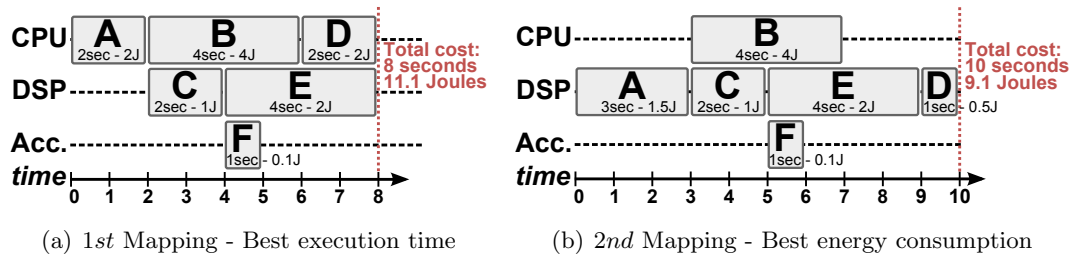 CPU
A
2sec - 2J
B
4sec - 4J
D
2sec - 2J
Total cost:
8 seconds
11.1 Joules
DSP
C
2sec - 1J
E
4sec - 2J
Acc.
F
1sec - 0.1J
time
0 1 2 3 4 5 6 7 8
(a) 1st Mapping - Best execution time
CPU
B
4sec - 4J
Total cost:
10 seconds
9.1 Joules
DSP
A
3sec - 1.5J
C
2sec - 1J
E
4sec - 2J
D
1sec - 0.5J
Acc.
F
1sec - 0.1J
time
0 1 2 3 4 5 6 7 8 9 10
(b) 2nd Mapping - Best energy consumption